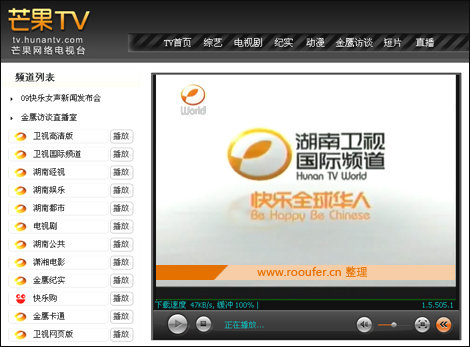 芒果TV
tv.hunantv.com
芒果网络电视台
TV首页 综艺 电视剧 纪实 动漫 金鹰访谈 短片 直播
频道列表
09快乐女声新闻发布会
金鹰访谈直播室
卫视高清版 播放
卫视国际频道 播放
湖南经视 播放
湖南娱乐 播放
湖南都市 播放
电视剧 播放
湖南公共 播放
潇湘电影 播放
金鹰纪实 播放
快乐购 播放
金鹰卡通 播放
卫视网页版 播放
World
湖南卫视
国际频道
Hunan TV World
快乐全球华人
Be Happy Be Chinese
www.rooufer.cn 整理
下载速度 47KB/s, 缓冲100% | 1.5.505.1
正在播放...